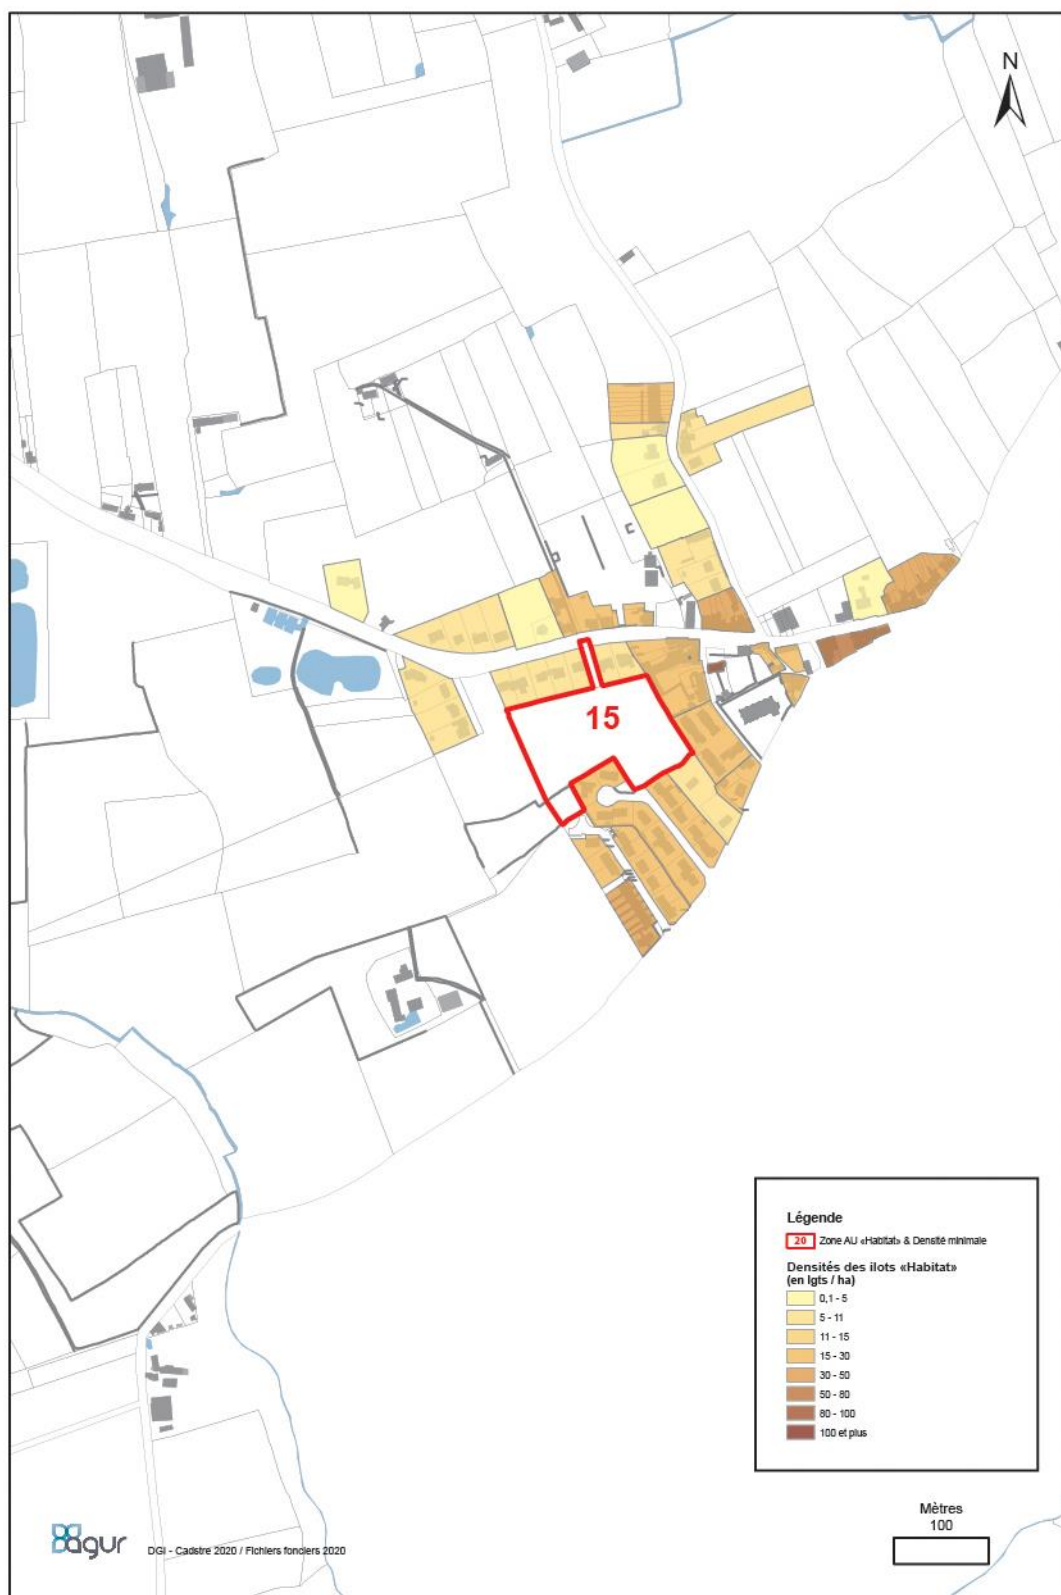 N
15
Légende
20 Zone AU «Habitat» & Densité minimale
Densités des ilots «Habitat»
(en lgts / ha)
0,1 - 5
5 - 11
11 - 15
15 - 30
30 - 50
50 - 80
80 - 100
100 et plus
Mètres
100
agur
DGI - Cadstre 2020 / Fichiers fonciers 2020